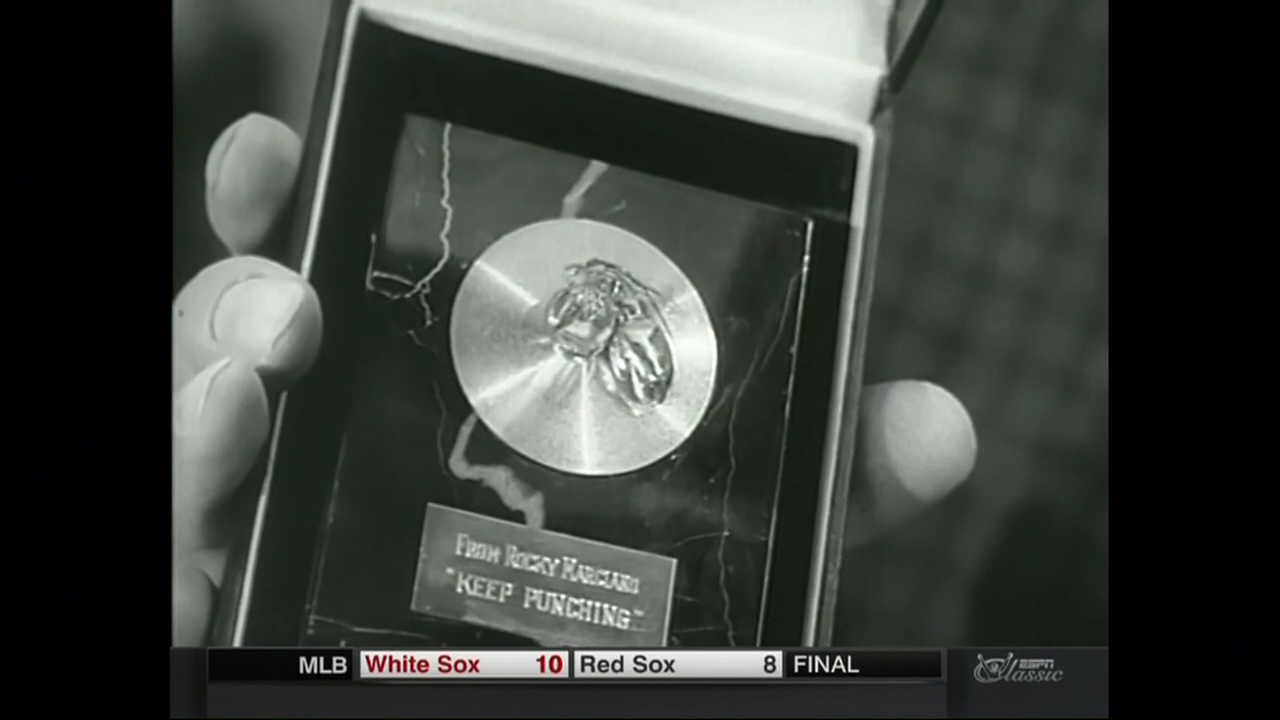 FROM ROCKY MARCIANO
"KEEP PUNCHING"
MLB White Sox 10 Red Sox 8 FINAL
ESPN
Classic